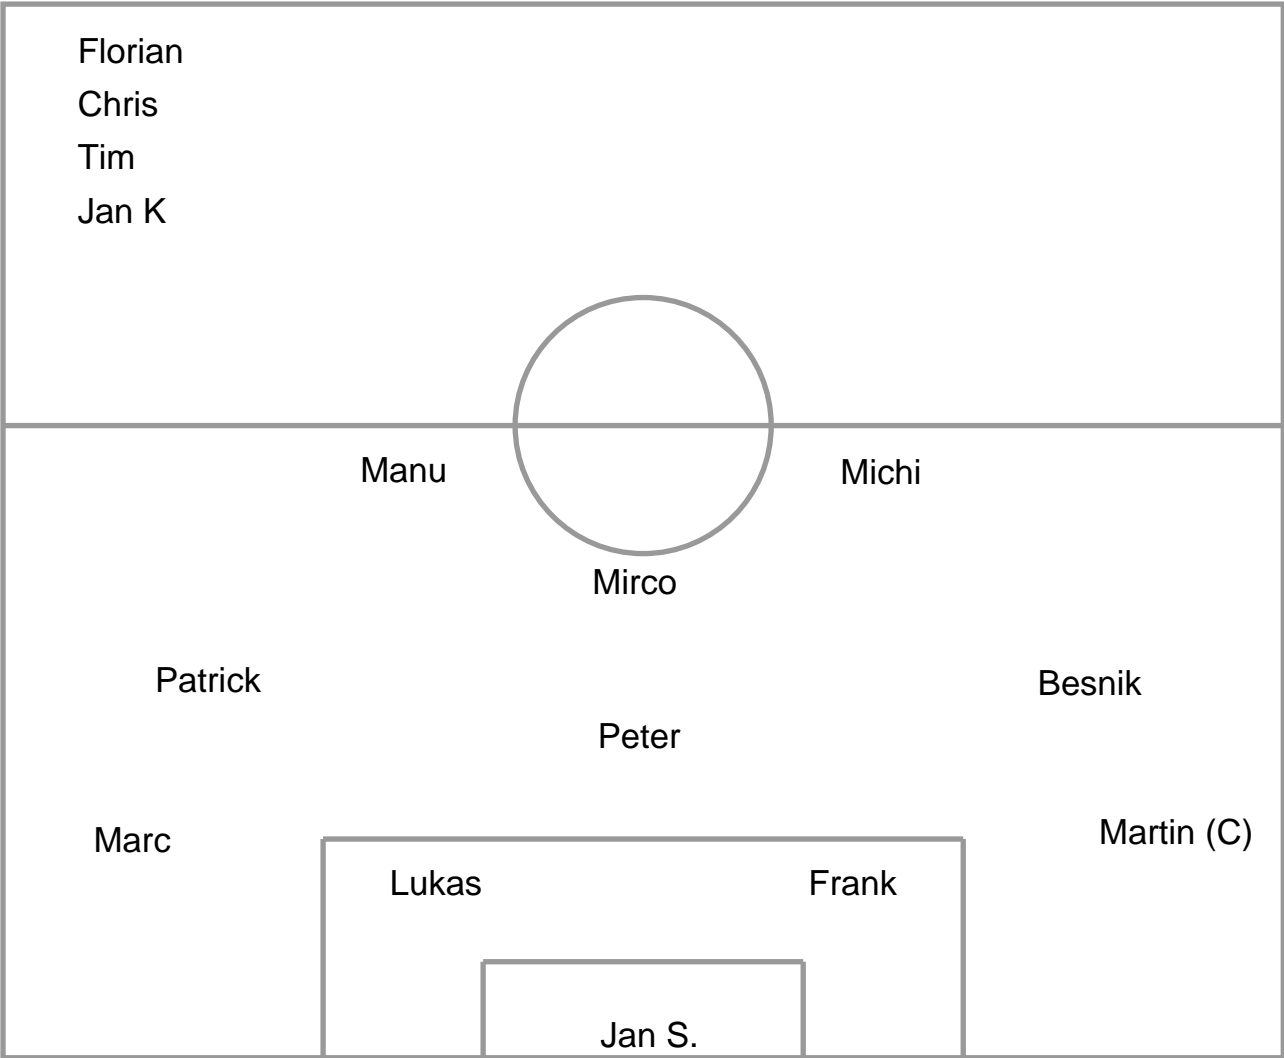 Florian
Chris
Tim
Jan K
Manu
Michi
Mirco
Patrick
Besnik
Peter
Marc
Martin (C)
Lukas
Frank
Jan S.